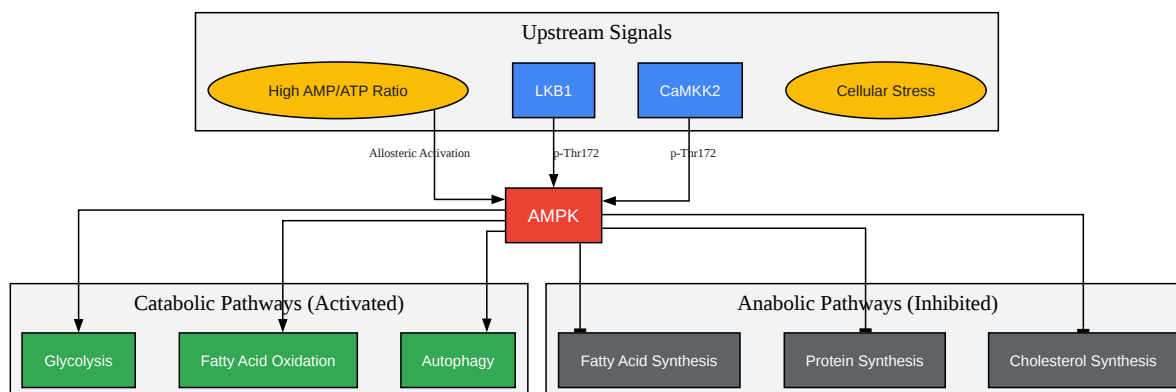 Upstream Signals
High AMP/ATP Ratio
LKB1
CaMKK2
Cellular Stress
Allosteric Activation
p-Thr172
p-Thr172
AMPK
Catabolic Pathways (Activated)
Anabolic Pathways (Inhibited)
Glycolysis
Fatty Acid Oxidation
Autophagy
Fatty Acid Synthesis
Protein Synthesis
Cholesterol Synthesis